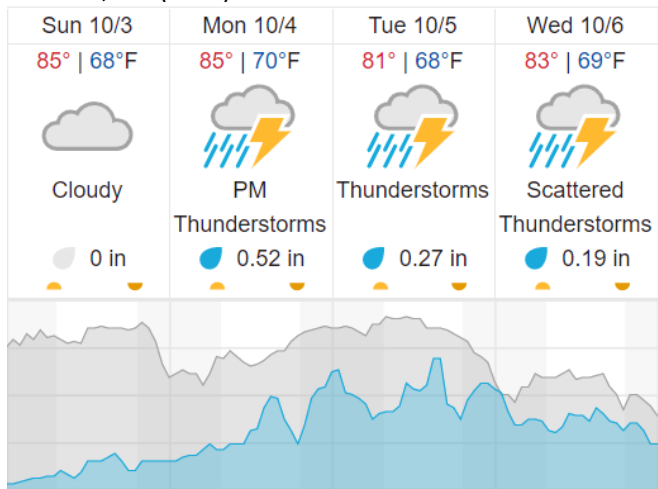 Sun 10/3 Mon 10/4 Tue 10/5 Wed 10/6
85° | 68°F 85° | 70°F 81° | 68°F 83° | 69°F
Cloudy PM Thunderstorms Scattered
Thunderstorms Thunderstorms
0 in 0.52 in 0.27 in 0.19 in